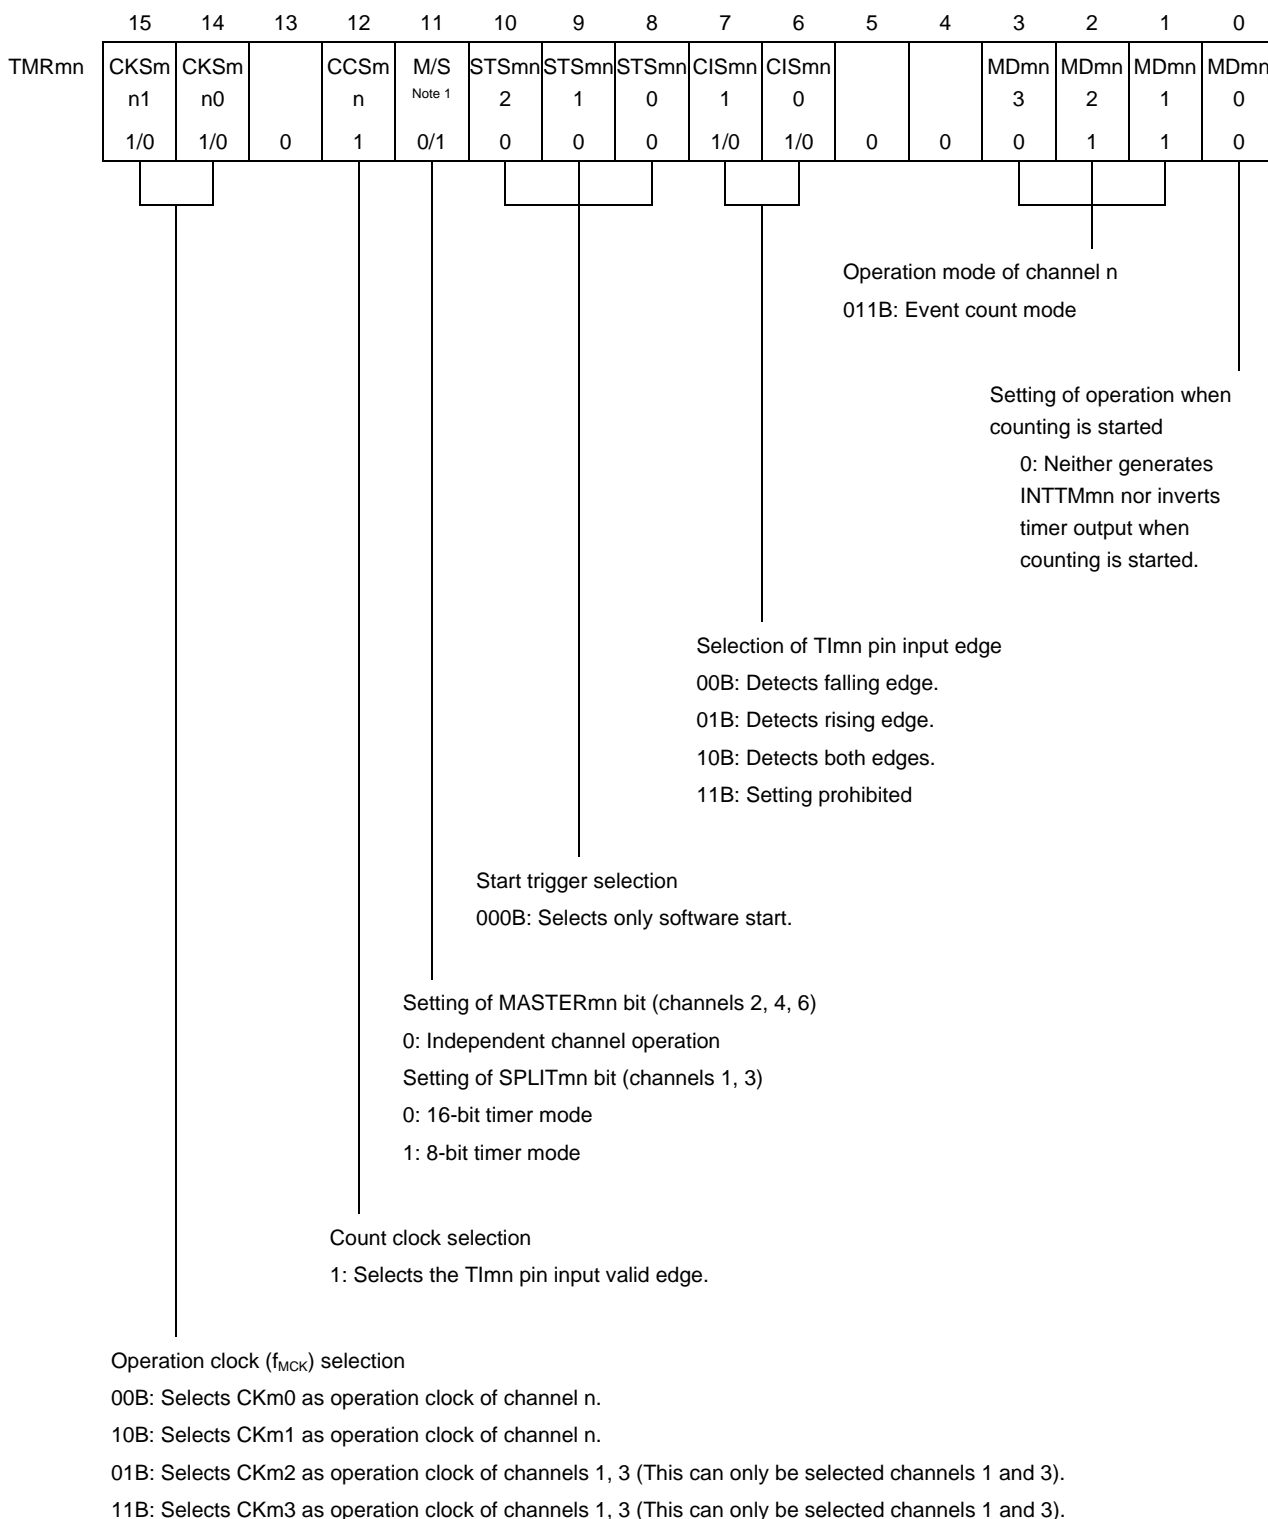 15 14 13 12 11 10 9 8 7 6 5 4 3 2 1 0
TMRmn CKSm CKSm CCSm M/S STSmn STSmn STSmn CISmn CISmn MDmn MDmn MDmn MDmn
n1 n0 n Note 1 2 1 0 1 0 3 2 1 0
1/0 1/0 0 1 0/1 0 0 0 1/0 1/0 0 0 0 1 1 0
Operation mode of channel n
011B: Event count mode
Setting of operation when
counting is started
0: Neither generates
INTTMmn nor inverts
timer output when
counting is started.
Selection of TImn pin input edge
00B: Detects falling edge.
01B: Detects rising edge.
10B: Detects both edges.
11B: Setting prohibited
Start trigger selection
000B: Selects only software start.
Setting of MASTERmn bit (channels 2, 4, 6)
0: Independent channel operation
Setting of SPLITmn bit (channels 1, 3)
0: 16-bit timer mode
1: 8-bit timer mode
Count clock selection
1: Selects the TImn pin input valid edge.
Operation clock (fMCK) selection
00B: Selects CKm0 as operation clock of channel n.
10B: Selects CKm1 as operation clock of channel n.
01B: Selects CKm2 as operation clock of channels 1, 3 (This can only be selected channels 1 and 3).
11B: Selects CKm3 as operation clock of channels 1, 3 (This can only be selected channels 1 and 3).